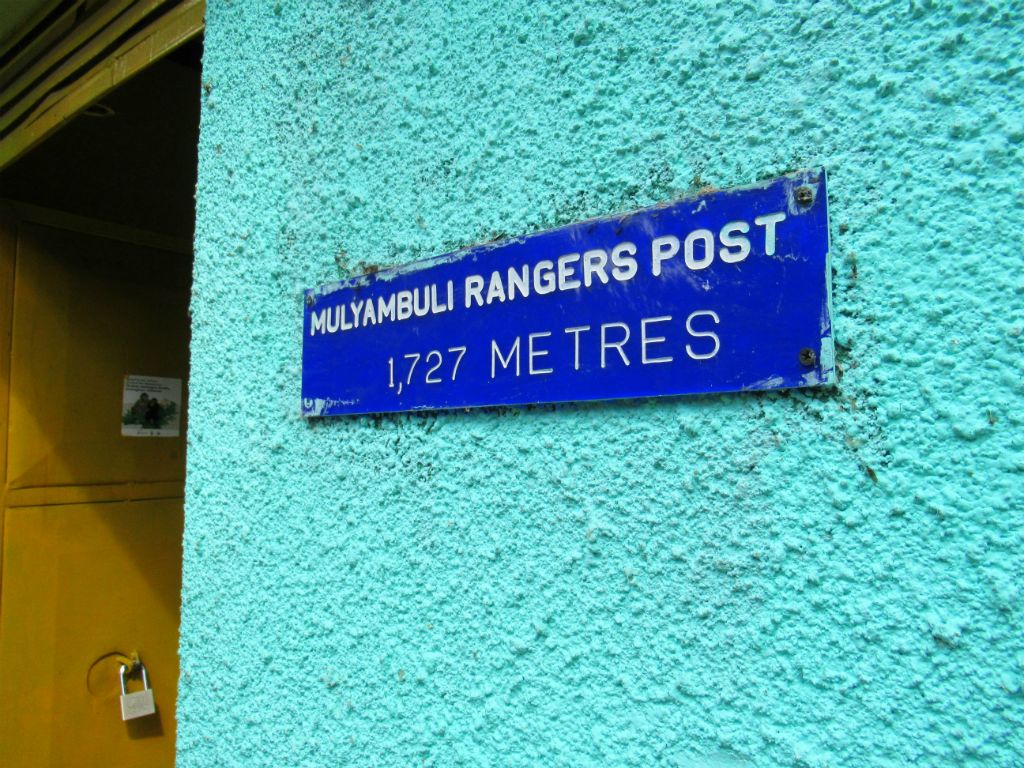 MULYAMBULI RANGERS POST
1,727 METRES